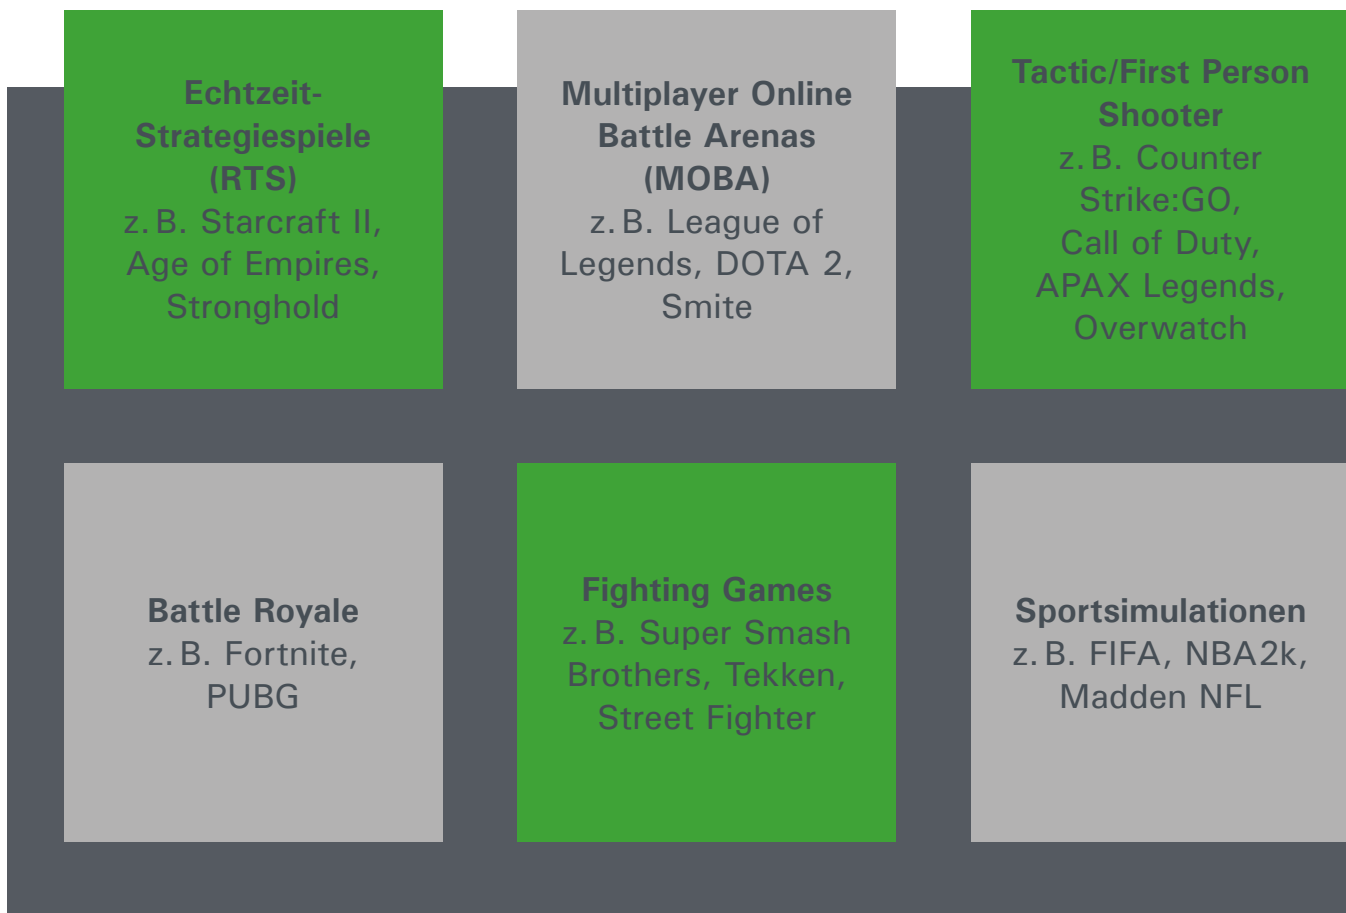 Echtzeit-
Strategiespiele
(RTS)
z. B. Starcraft II,
Age of Empires,
Stronghold
Multiplayer Online
Battle Arenas
(MOBA)
z. B. League of
Legends, DOTA 2,
Smite
Tactic/First Person
Shooter
z. B. Counter
Strike:GO,
Call of Duty,
APAX Legends,
Overwatch
Battle Royale
z. B. Fortnite,
PUBG
Fighting Games
z. B. Super Smash
Brothers, Tekken,
Street Fighter
Sportsimulationen
z. B. FIFA, NBA2k,
Madden NFL